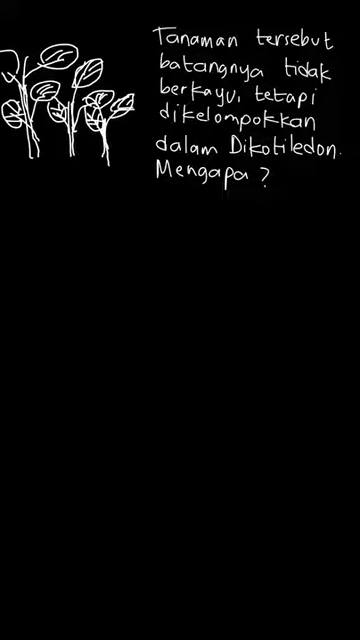 Tanaman tersebut
batangnya tidak
berkayu, tetapi
dikelompokkan
dalam Dikotiledon.
Mengapa ?